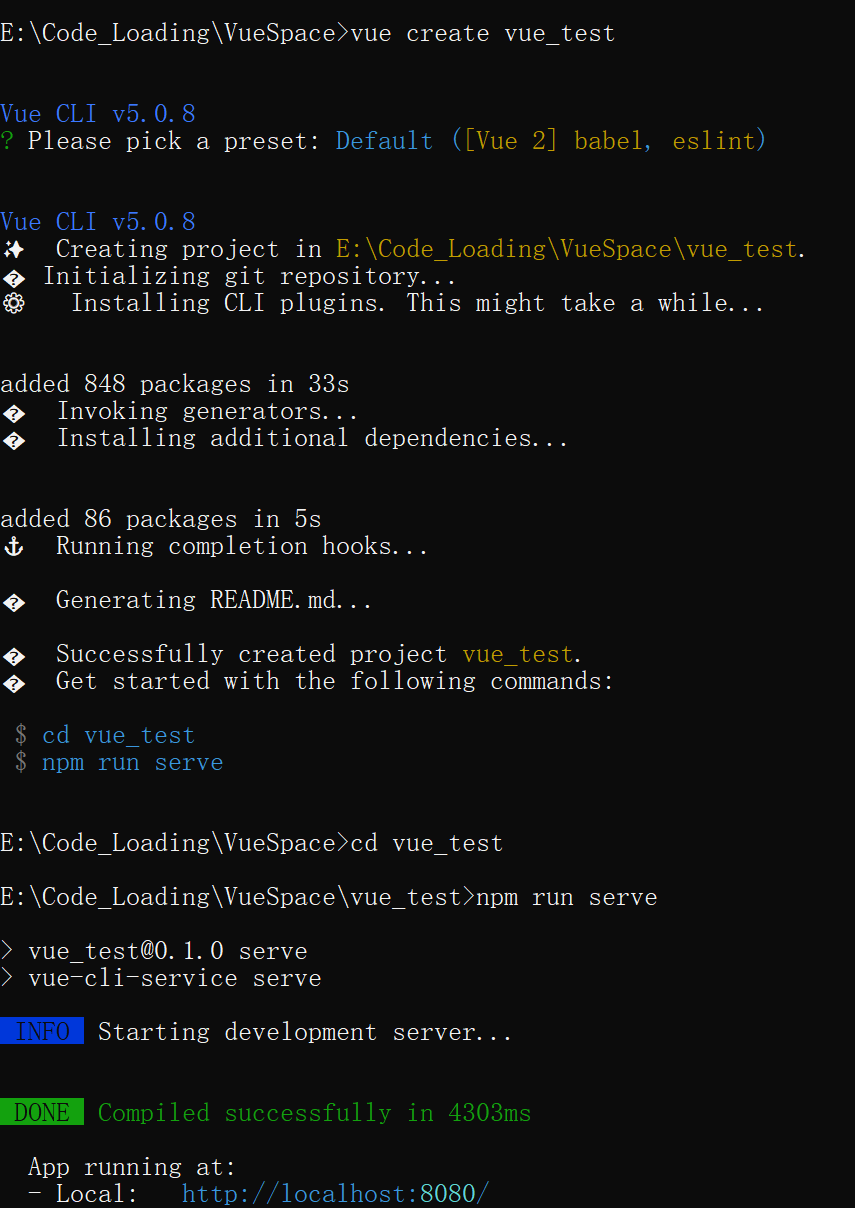 E:\Code_Loading\VueSpace>vue create vue_test
Vue CLI v5.0.8
? Please pick a preset: Default ([Vue 2] babel, eslint)
Vue CLI v5.0.8
✨  Creating project in E:\Code_Loading\VueSpace\vue_test.
� Initializing git repository...
⚙   Installing CLI plugins. This might take a while...
added 848 packages in 33s
�  Invoking generators...
�  Installing additional dependencies...
added 86 packages in 5s
⚓  Running completion hooks...
�  Generating README.md...
�  Successfully created project vue_test.
�  Get started with the following commands:
$ cd vue_test
$ npm run serve
E:\Code_Loading\VueSpace>cd vue_test
E:\Code_Loading\VueSpace\vue_test>npm run serve
> vue_test@0.1.0 serve
> vue-cli-service serve
INFO  Starting development server...
DONE  Compiled successfully in 4303ms
App running at:
- Local:   http://localhost:8080/